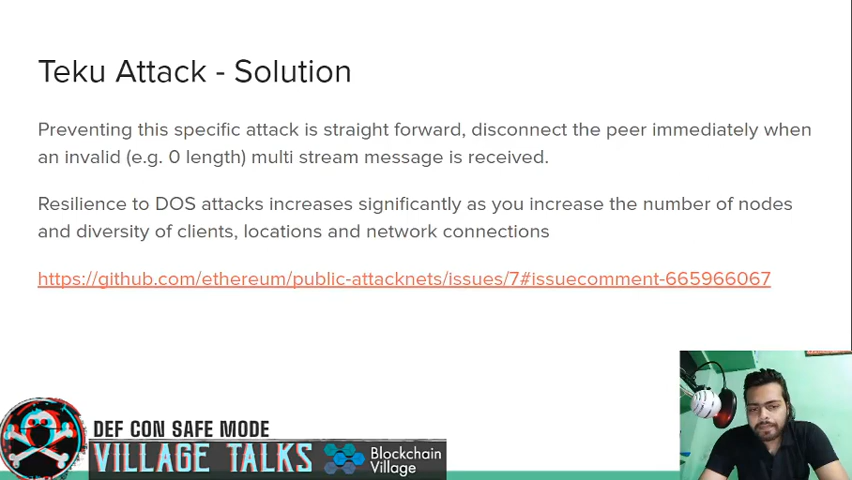 Teku Attack - Solution
Preventing this specific attack is straight forward, disconnect the peer immediately when
an invalid (e.g. 0 length) multi stream message is received.
Resilience to DOS attacks increases significantly as you increase the number of nodes
and diversity of clients, locations and network connections
https://github.com/ethereum/public-attacknets/issues/7#issuecomment-665966067
DEF CON SAFE MODE
VILLAGE TALKS
Blockchain
Village